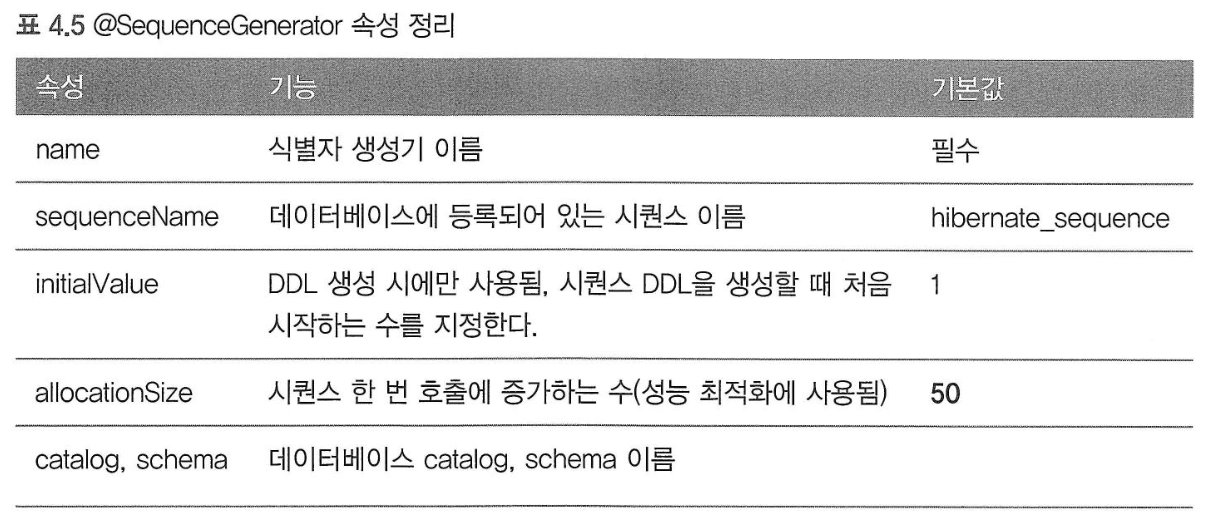 표 4.5 @SequenceGenerator 속성 정리
속성 기능 기본값
name 식별자 생성기 이름 필수
sequenceName 데이터베이스에 등록되어 있는 시퀀스 이름 hibernate_sequence
initialValue DDL 생성 시에만 사용됨, 시퀀스 DDL을 생성할 때 처음 1
시작하는 수를 지정한다.
allocationSize 시퀀스 한 번 호출에 증가하는 수(성능 최적화에 사용됨) 50
catalog, schema 데이터베이스 catalog, schema 이름